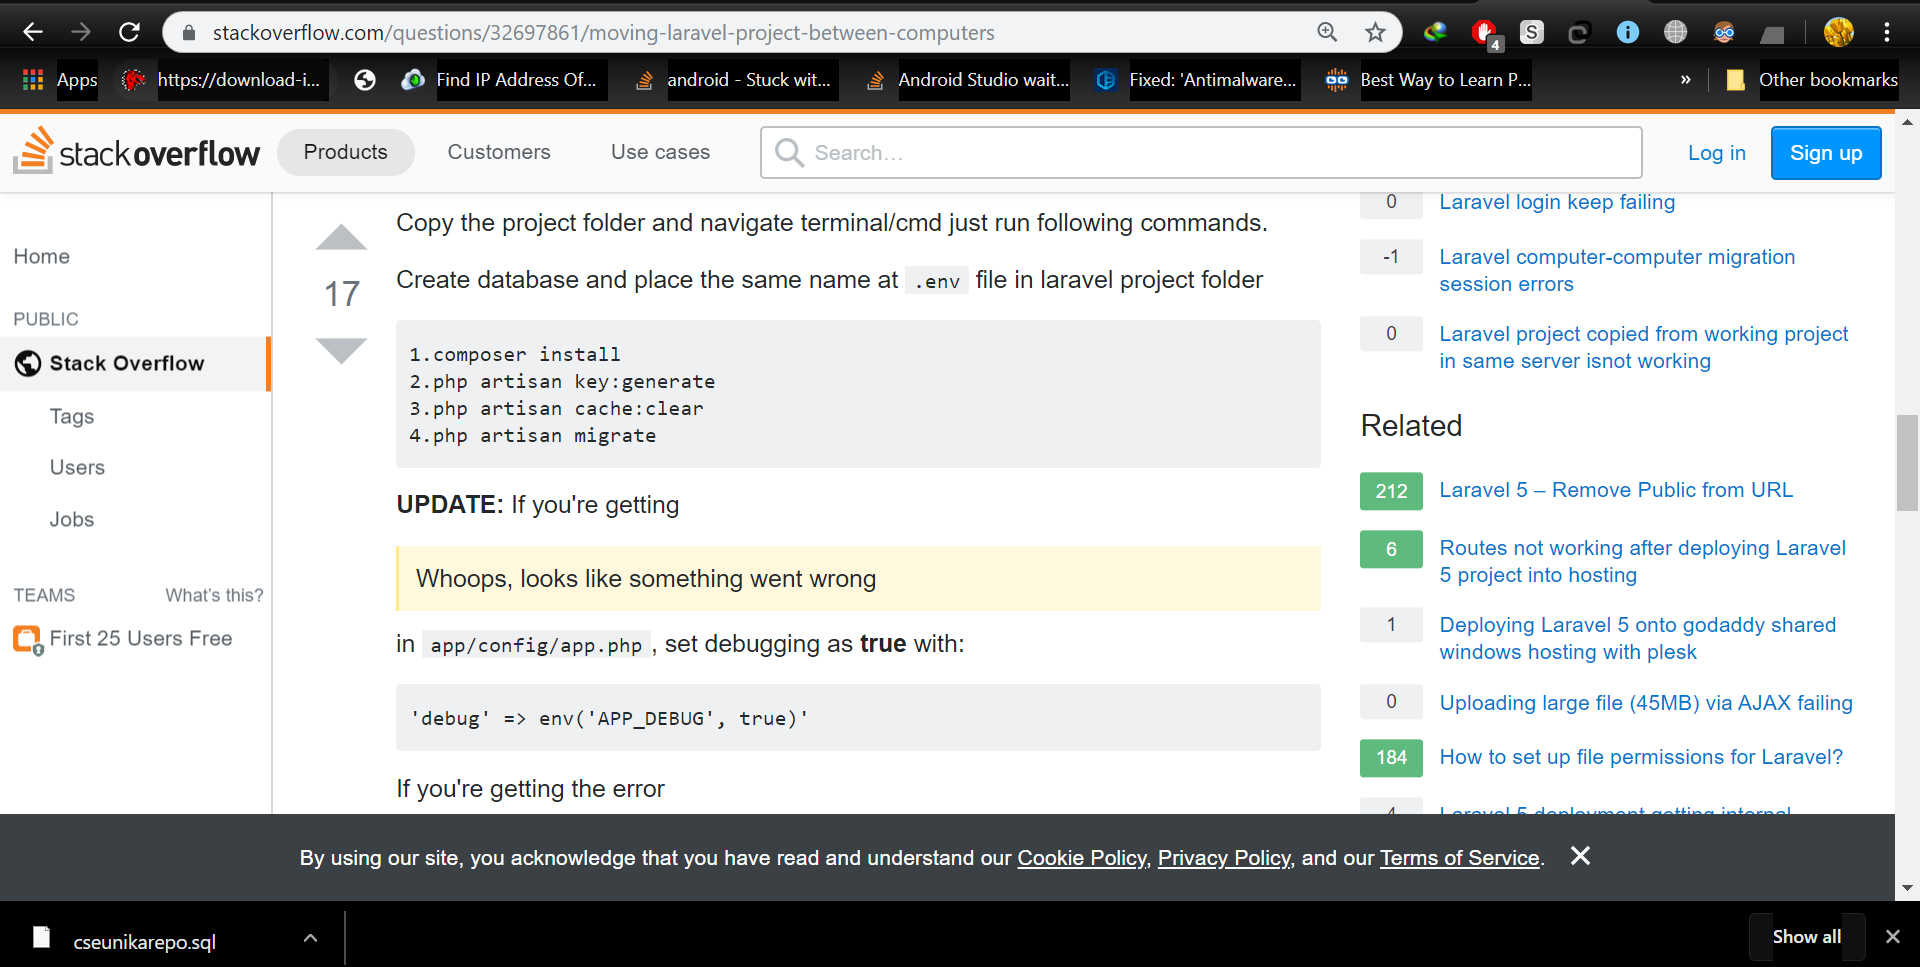 stackoverflow.com/questions/32697861/moving-laravel-project-between-computers
4
S
Apps
https://download-i...
Find IP Address Of...
android - Stuck wit...
Android Studio wait...
Fixed: 'Antimalware...
Best Way to Learn P...
»
Other bookmarks
stackoverflow
Products
Customers
Use cases
Search...
Log in
Sign up
Home
PUBLIC
Stack Overflow
Tags
Users
Jobs
TEAMS
What's this?
First 25 Users Free
17
Copy the project folder and navigate terminal/cmd just run following commands.
Create database and place the same name at .env file in laravel project folder
1.composer install
2.php artisan key:generate
3.php artisan cache:clear
4.php artisan migrate
UPDATE: If you're getting
Whoops, looks like something went wrong
in app/config/app.php , set debugging as true with:
'debug' => env('APP_DEBUG', true)'
If you're getting the error
0 Laravel login keep failing
-1 Laravel computer-computer migration
session errors
0 Laravel project copied from working project
in same server isnot working
Related
212 Laravel 5 – Remove Public from URL
6 Routes not working after deploying Laravel
5 project into hosting
1 Deploying Laravel 5 onto godaddy shared
windows hosting with plesk
0 Uploading large file (45MB) via AJAX failing
184 How to set up file permissions for Laravel?
4 Laravel 5 deployment getting internal
By using our site, you acknowledge that you have read and understand our Cookie Policy, Privacy Policy, and our Terms of Service.
cseunikarepo.sql
Show all